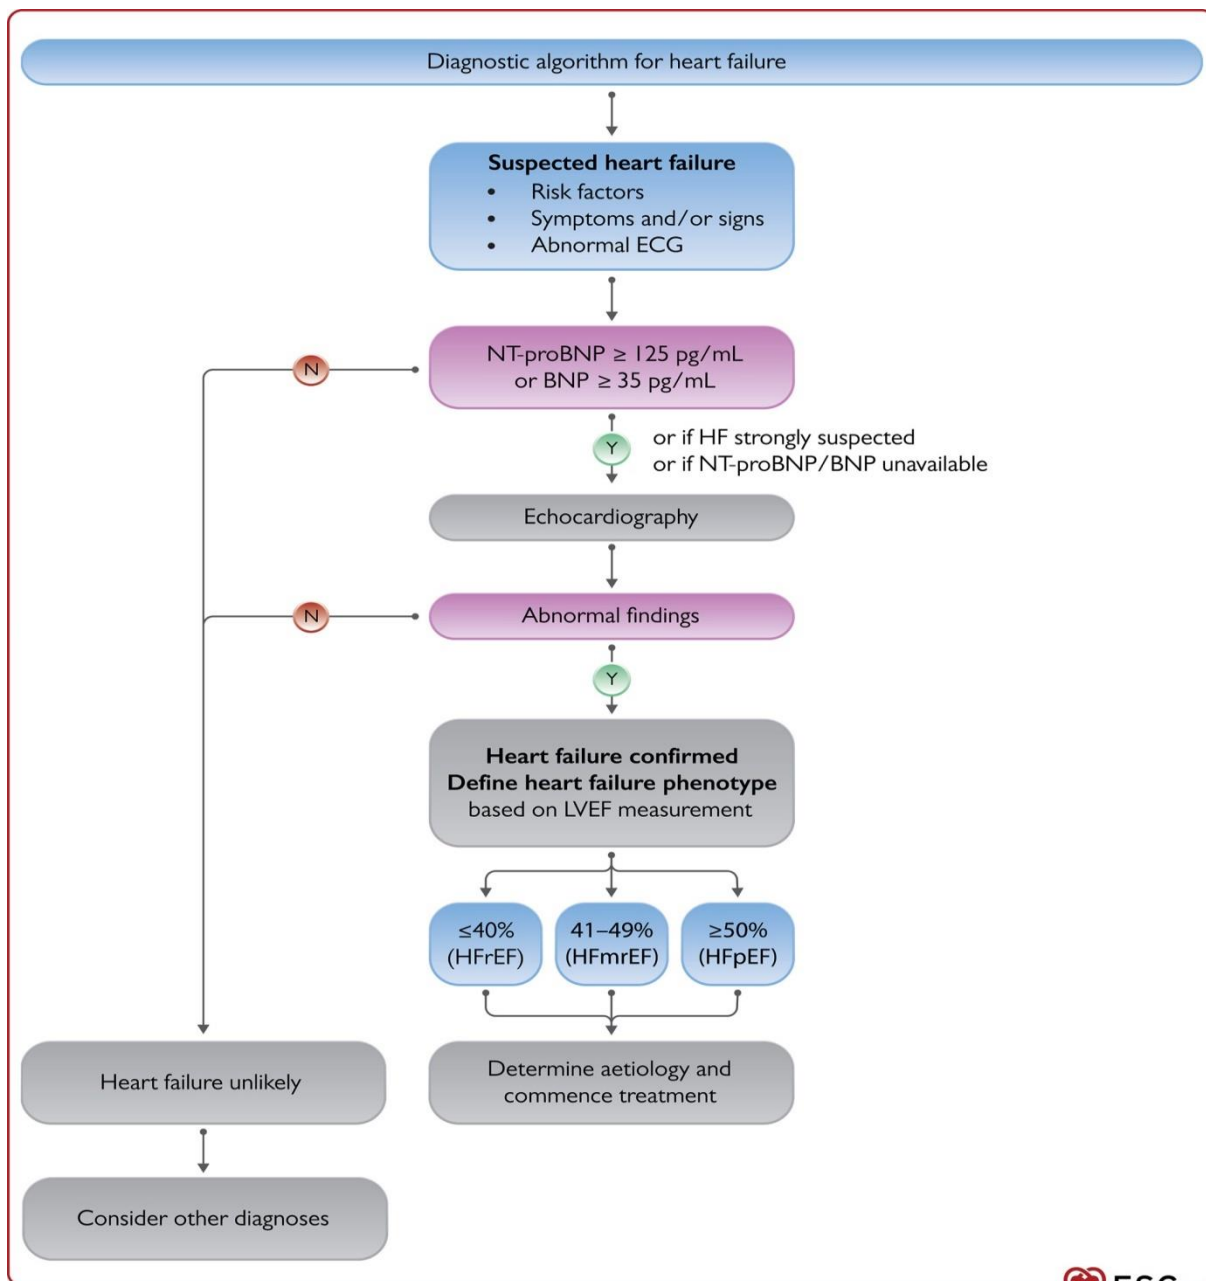 Diagnostic algorithm for heart failure
Suspected heart failure
• Risk factors
• Symptoms and/or signs
• Abnormal ECG
N
NT-proBNP ≥ 125 pg/mL
or BNP ≥ 35 pg/mL
Y
or if HF strongly suspected
or if NT-proBNP/BNP unavailable
Echocardiography
N
Abnormal findings
Y
Heart failure confirmed
Define heart failure phenotype
based on LVEF measurement
≤40%
(HFrEF)
41–49%
(HFmrEF)
≥50%
(HFpEF)
Heart failure unlikely
Determine aetiology and
commence treatment
Consider other diagnoses
ESC